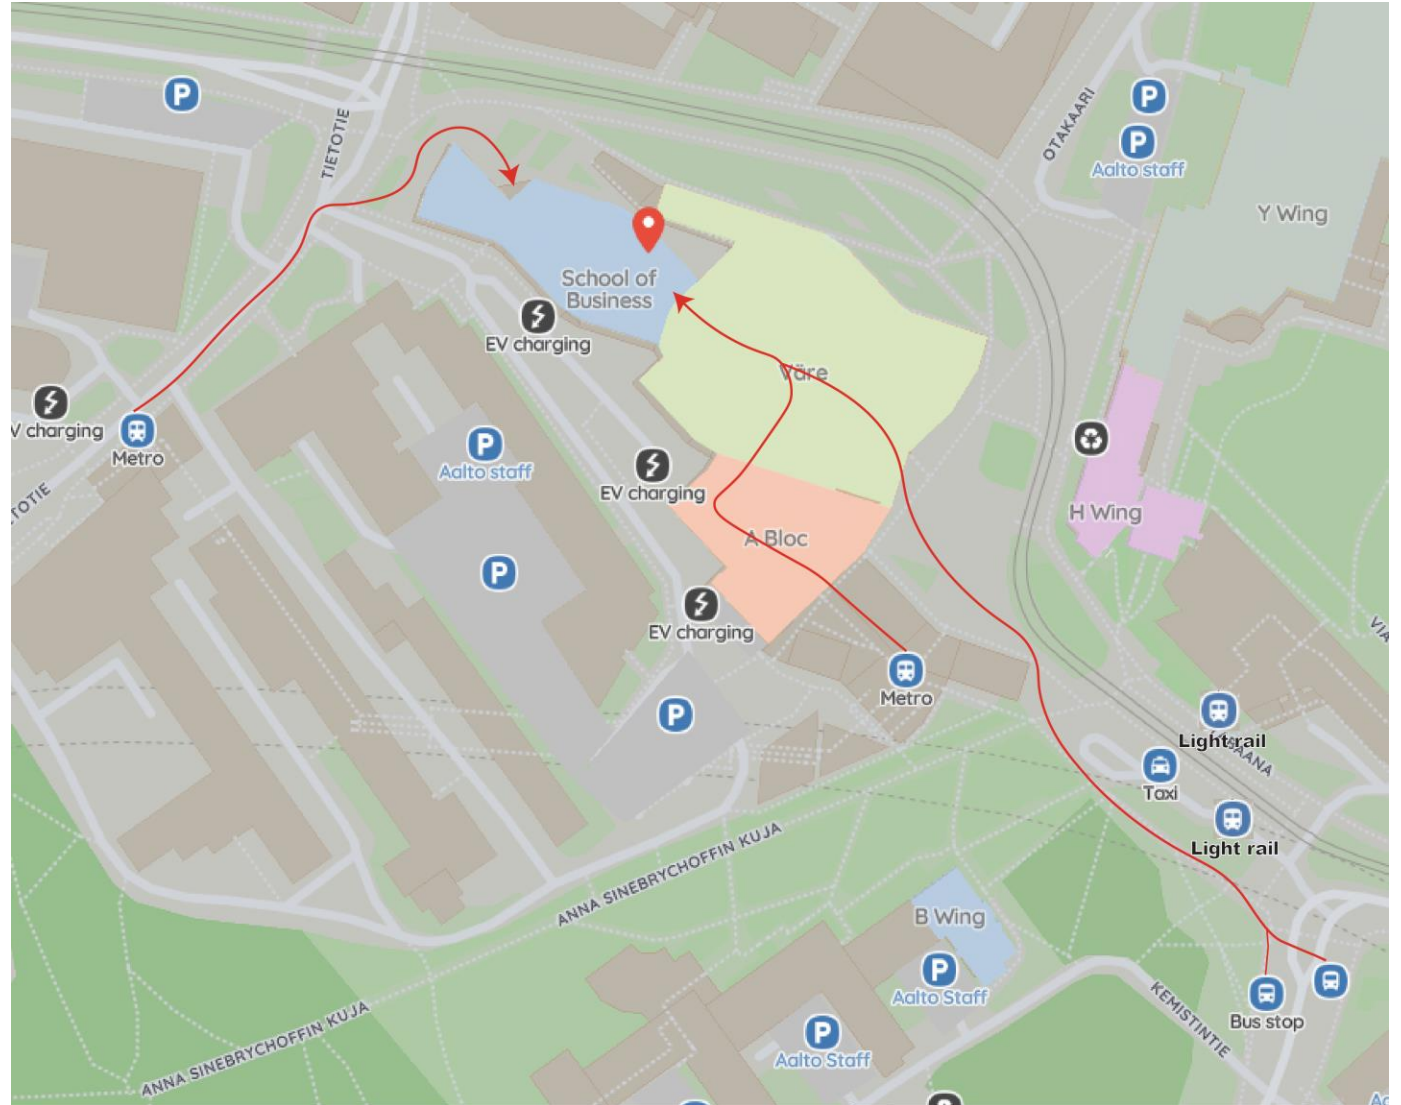 P
TIETOTIE
OTAKAARI
P
P
Aalto staff
Y Wing
School of
Business
EV charging
Väre
V charging
Metro
P
Aalto staff
EV charging
H Wing
TOTIE
A Bloc
P
EV charging
VIA
Metro
P
Light rail
Taxi
Light rail
ANNA SINEBRYCHOFFIN KUJA
B Wing
P
Aalto Staff
KEMISTINTIE
Bus stop
ANNA SINEBRYCHOFFIN KUJA
P
Aalto Staff